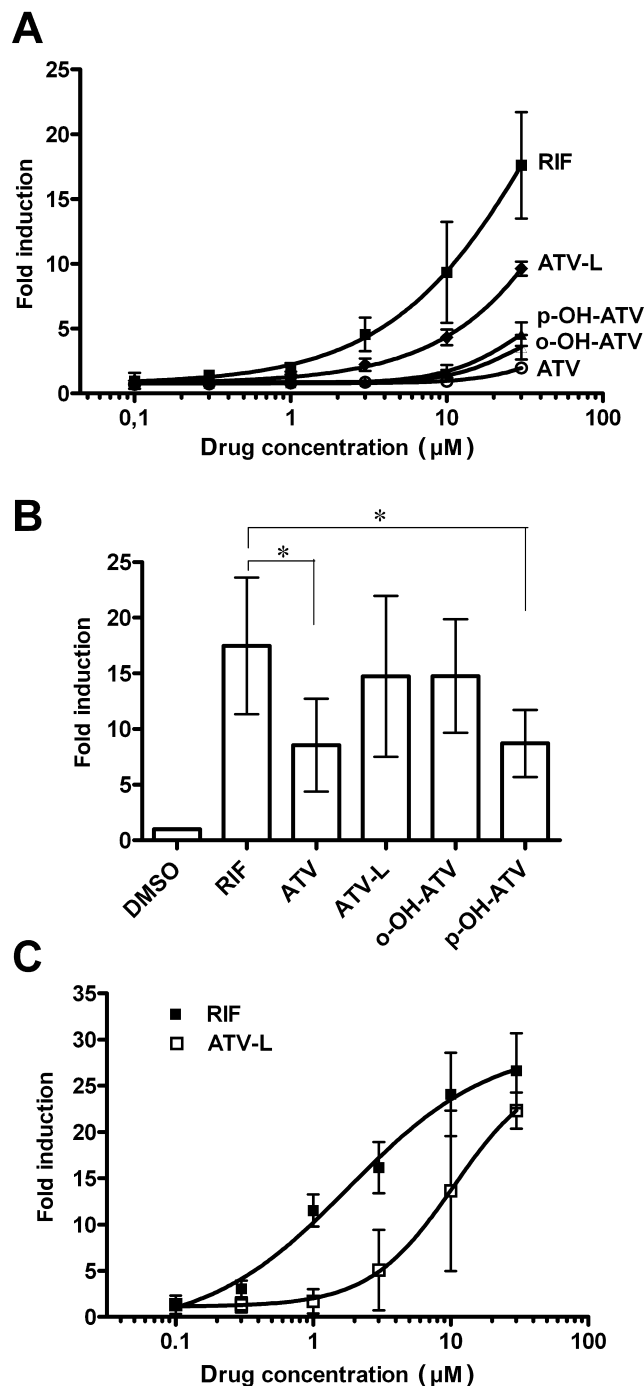 A
25
20
15
10
5
0
Fold induction
RIF
ATV-L
p-OH-ATV
o-OH-ATV
ATV
0,1
1
10
100
Drug concentration (µM)
B
*
*
25
20
15
10
5
0
Fold induction
DMSO
RIF
ATV
ATV-L
o-OH-ATV
p-OH-ATV
C
35
30
25
20
15
10
5
0
Fold induction
RIF
ATV-L
0.1
1
10
100
Drug concentration (µM)